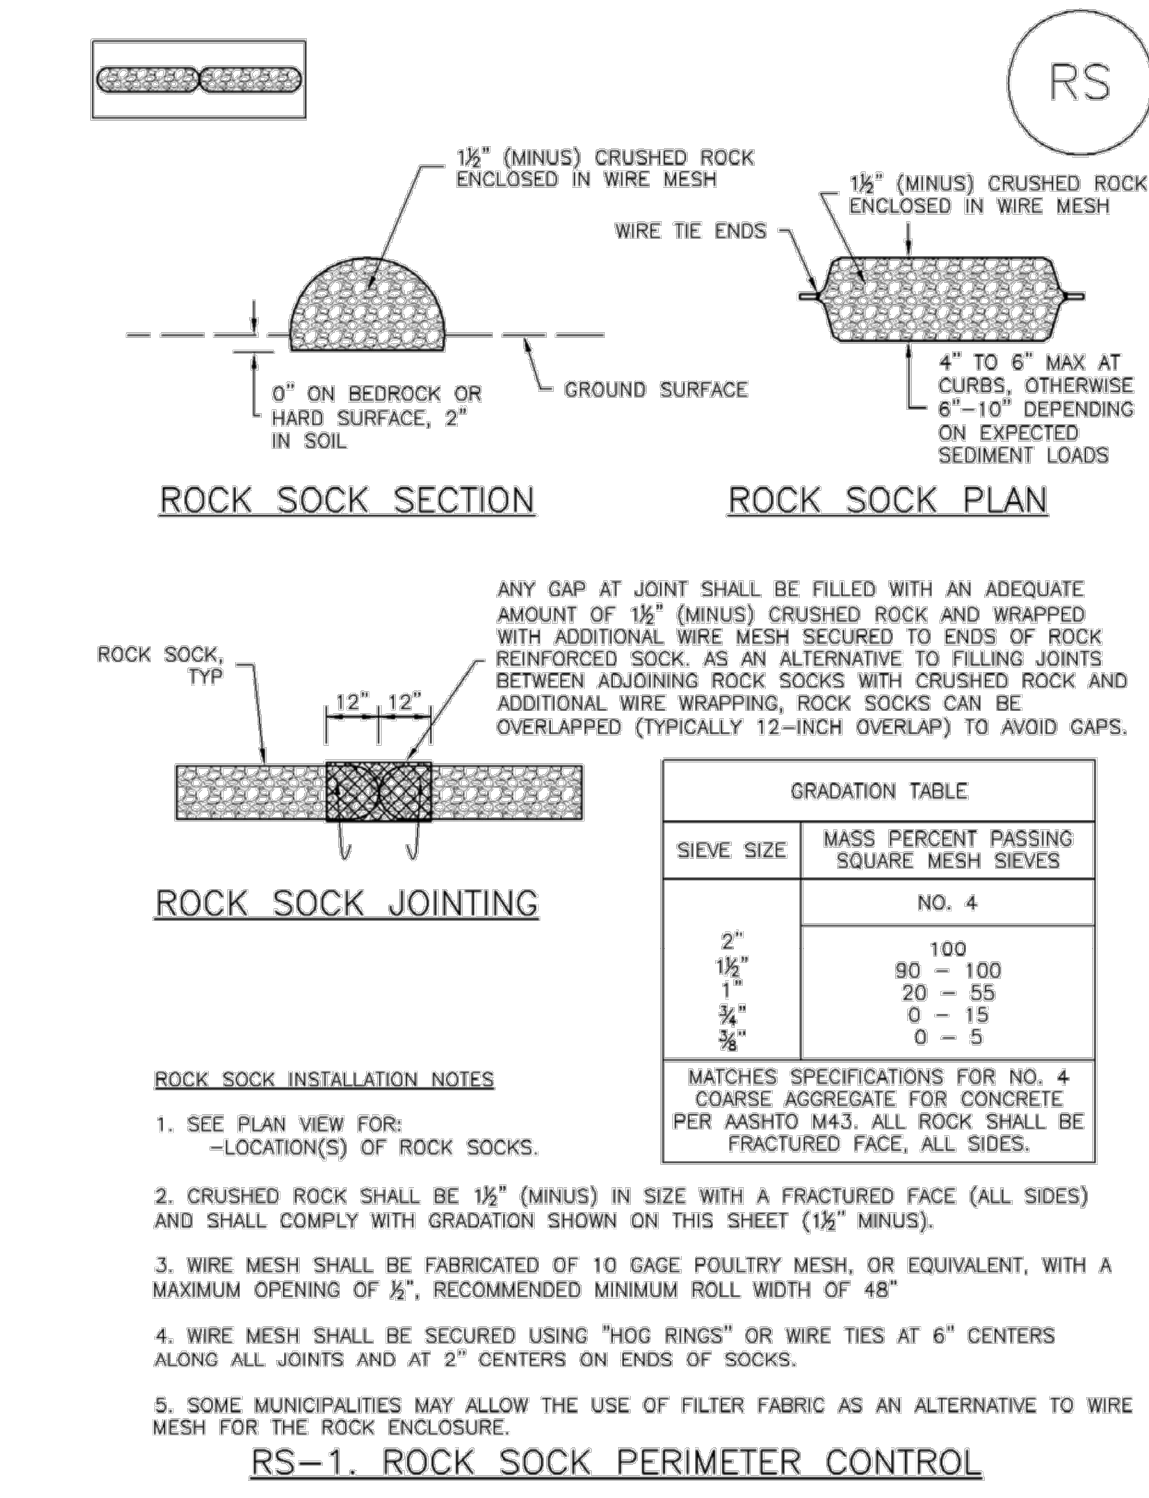 RS
1½" (MINUS) CRUSHED ROCK
ENCLOSED IN WIRE MESH
0" ON BEDROCK OR
HARD SURFACE, 2"
IN SOIL
GROUND SURFACE
ROCK SOCK SECTION
1½" (MINUS) CRUSHED ROCK
ENCLOSED IN WIRE MESH
WIRE TIE ENDS
4" TO 6" MAX AT
CURBS, OTHERWISE
6"-10" DEPENDING
ON EXPECTED
SEDIMENT LOADS
ROCK SOCK PLAN
ANY GAP AT JOINT SHALL BE FILLED WITH AN ADEQUATE
AMOUNT OF 1½" (MINUS) CRUSHED ROCK AND WRAPPED
WITH ADDITIONAL WIRE MESH SECURED TO ENDS OF ROCK
REINFORCED SOCK. AS AN ALTERNATIVE TO FILLING JOINTS
BETWEEN ADJOINING ROCK SOCKS WITH CRUSHED ROCK AND
ADDITIONAL WIRE WRAPPING, ROCK SOCKS CAN BE
OVERLAPPED (TYPICALLY 12-INCH OVERLAP) TO AVOID GAPS.
ROCK SOCK,
TYP
12" 12"
ROCK SOCK JOINTING
GRADATION TABLE
SIEVE SIZE
MASS PERCENT PASSING
SQUARE MESH SIEVES
NO. 4
2" 100
1½" 90 - 100
1" 20 - 55
¾" 0 - 15
⅜" 0 - 5
MATCHES SPECIFICATIONS FOR NO. 4
COARSE AGGREGATE FOR CONCRETE
PER AASHTO M43. ALL ROCK SHALL BE
FRACTURED FACE, ALL SIDES.
ROCK SOCK INSTALLATION NOTES
1. SEE PLAN VIEW FOR:
-LOCATION(S) OF ROCK SOCKS.
2. CRUSHED ROCK SHALL BE 1½" (MINUS) IN SIZE WITH A FRACTURED FACE (ALL SIDES)
AND SHALL COMPLY WITH GRADATION SHOWN ON THIS SHEET (1½" MINUS).
3. WIRE MESH SHALL BE FABRICATED OF 10 GAGE POULTRY MESH, OR EQUIVALENT, WITH A
MAXIMUM OPENING OF ½", RECOMMENDED MINIMUM ROLL WIDTH OF 48"
4. WIRE MESH SHALL BE SECURED USING "HOG RINGS" OR WIRE TIES AT 6" CENTERS
ALONG ALL JOINTS AND AT 2" CENTERS ON ENDS OF SOCKS.
5. SOME MUNICIPALITIES MAY ALLOW THE USE OF FILTER FABRIC AS AN ALTERNATIVE TO WIRE
MESH FOR THE ROCK ENCLOSURE.
RS-1. ROCK SOCK PERIMETER CONTROL